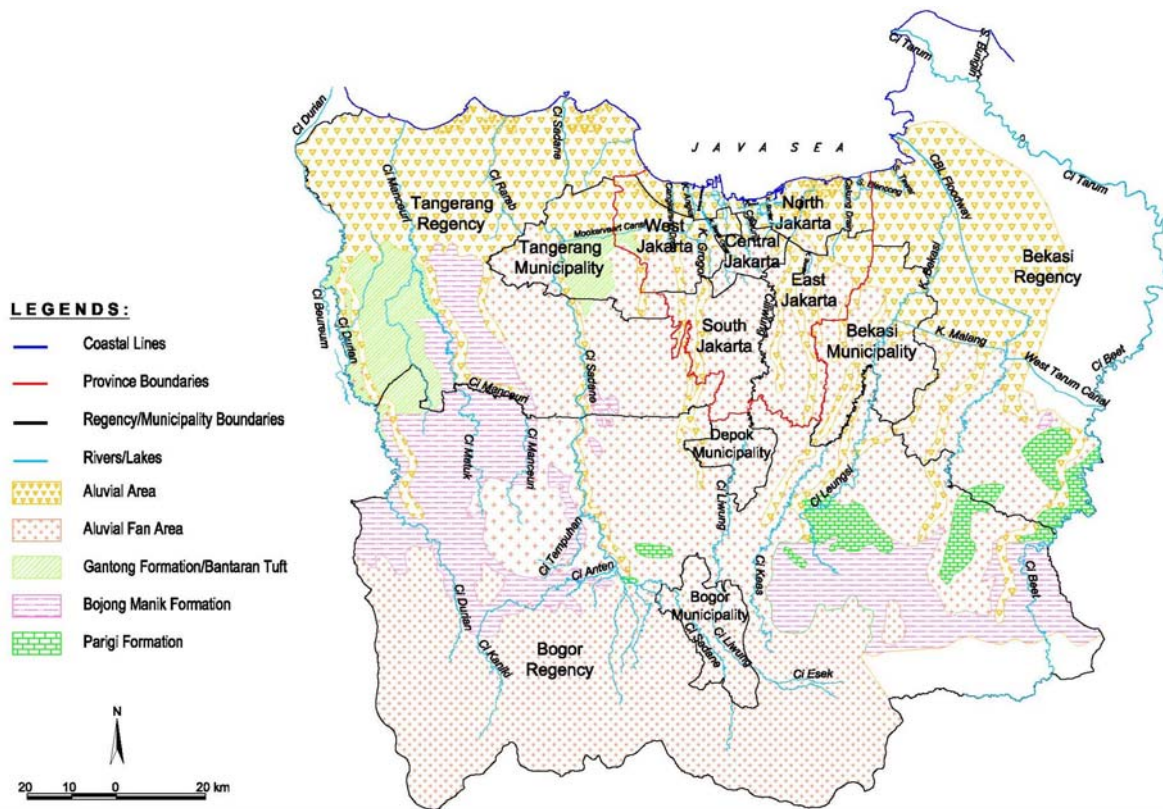 Ci Tarum
S. Bungin
Ci Durian
Ci Sadane
J A V A S E A
Ci Tarum
CBL Floodway
S. Blencong
Ci Manceuri
Ci Rarab
Tangerang
Regency
North
Jakarta
Cakung Drain
Mookervaart Canal
West
Jakarta
K. Grogol
Central
Jakarta
Tangerang
Municipality
K. Bekasi
Bekasi
Regency
East
Jakarta
LEGENDS:
Ci Beureum
Ci Durian
South
Jakarta
Ciliwung
Bekasi
Municipality
K. Malang
West Tarum Canal
Ci Beet
Coastal Lines
Province Boundaries
Regency/Municipality Boundaries
Rivers/Lakes
Aluvial Area
Aluvial Fan Area
Gantong Formation/Bantaran Tuft
Bojong Manik Formation
Parigi Formation
Ci Sadane
Ci Manceuri
Depok
Municipality
Ci Matuk
Ci Manceuri
Ci Leungsi
Ci Liwung
Ci Tempuhan
Ci Anten
Ci Keas
Ci Beet
Ci Durian
Bogor
Municipality
Ci Kaniki
Bogor
Regency
Ci Sadane
Ci Liwung
Ci Esek
N
20 10 0 20 km